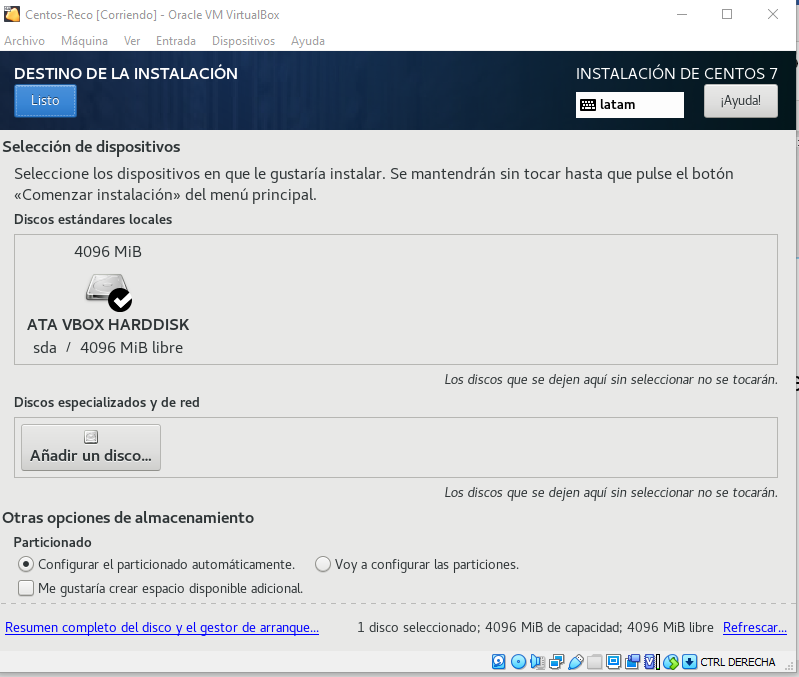 Centos-Reco [Corriendo] - Oracle VM VirtualBox
Archivo Máquina Ver Entrada Dispositivos Ayuda
DESTINO DE LA INSTALACIÓN
INSTALACIÓN DE CENTOS 7
Listo
latam
¡Ayuda!
Selección de dispositivos
Seleccione los dispositivos en que le gustaría instalar. Se mantendrán sin tocar hasta que pulse el botón
«Comenzar instalación» del menú principal.
Discos estándares locales
4096 MiB
ATA VBOX HARDDISK
sda / 4096 MiB libre
Los discos que se dejen aquí sin seleccionar no se tocarán.
Discos especializados y de red
Añadir un disco...
Los discos que se dejen aquí sin seleccionar no se tocarán.
Otras opciones de almacenamiento
Particionado
Configurar el particionado automáticamente. Voy a configurar las particiones.
Me gustaría crear espacio disponible adicional.
Resumen completo del disco y el gestor de arranque... 1 disco seleccionado; 4096 MiB de capacidad; 4096 MiB libre Refrescar...
CTRL DERECHA